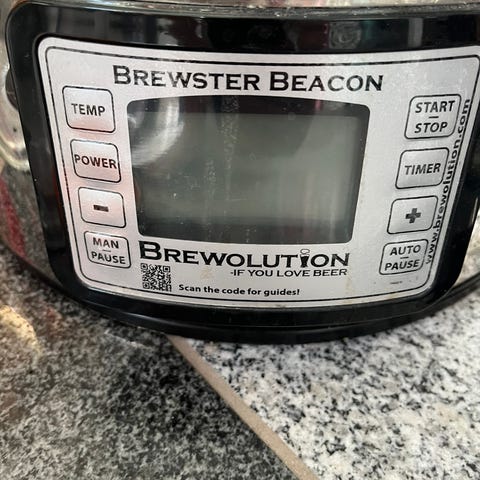 BREWSTER BEACON
TEMP
POWER
-
MAN
PAUSE
START
STOP
TIMER
+
AUTO
PAUSE
www.brewolution.com
BREWOLUTION
-IF YOU LOVE BEER
Scan the code for guides!